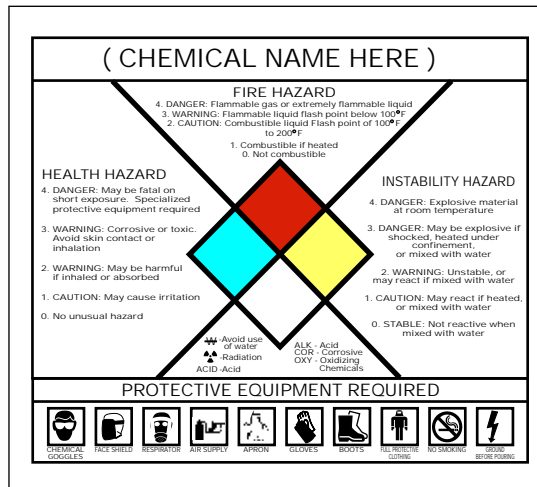 ( CHEMICAL NAME HERE )
FIRE HAZARD
4. DANGER: Flammable gas or extremely flammable liquid
3. WARNING: Flammable liquid flash point below 100°F
2. CAUTION: Combustible liquid Flash point of 100°F
to 200°F
1. Combustible if heated
0. Not combustible
HEALTH HAZARD
4. DANGER: May be fatal on
short exposure. Specialized
protective equipment required
3. WARNING: Corrosive or toxic.
Avoid skin contact or
inhalation
2. WARNING: May be harmful
if inhaled or absorbed
1. CAUTION: May cause irritation
0. No unusual hazard
INSTABILITY HAZARD
4. DANGER: Explosive material
at room temperature
3. DANGER: May be explosive if
shocked, heated under
confinement,
or mixed with water
2. WARNING: Unstable, or
may react if mixed with water
1. CAUTION: May react if heated,
or mixed with water
0. STABLE: Not reactive when
mixed with water
W -Avoid use
of water
-Radiation
ACID -Acid
ALK - Acid
COR - Corrosive
OXY - Oxidizing
Chemicals
PROTECTIVE EQUIPMENT REQUIRED
CHEMICAL
GOGGLES
FACE SHIELD
RESPIRATOR
AIR SUPPLY
APRON
GLOVES
BOOTS
FULL PROTECTIVE
CLOTHING
NO SMOKING
GROUND
BEFORE POURING